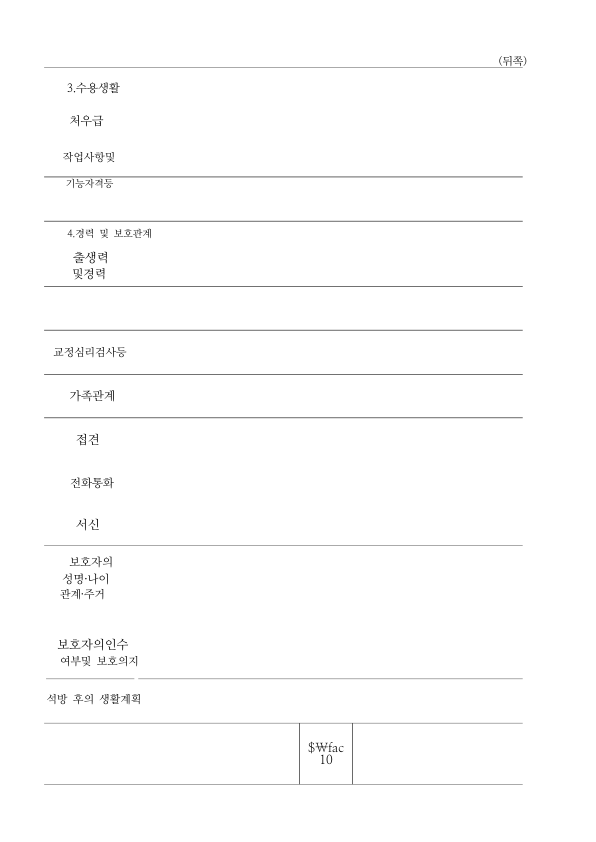 (뒤쪽)
3.수용생활
처우급
작업사항및
기능자격등
4.경력 및 보호관계
출생력
및경력
교정심리검사등
가족관계
접견
전화통화
서신
보호자의
성명·나이
관계·주거
보호자의인수
여부및 보호의지
석방 후의 생활계획
$₩fac
10